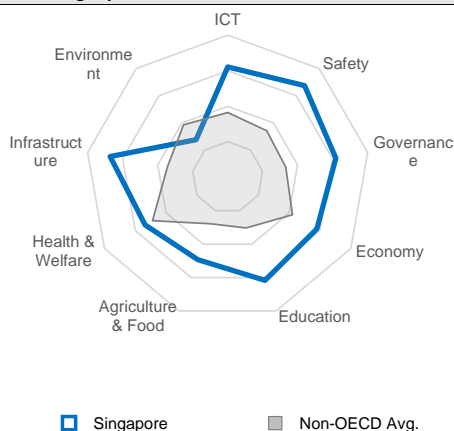 ICT
Environme
nt
Safety
Infrastruct
ure
Governanc
e
Health &
Welfare
Economy
Agriculture
& Food
Education
Singapore
Non-OECD Avg.